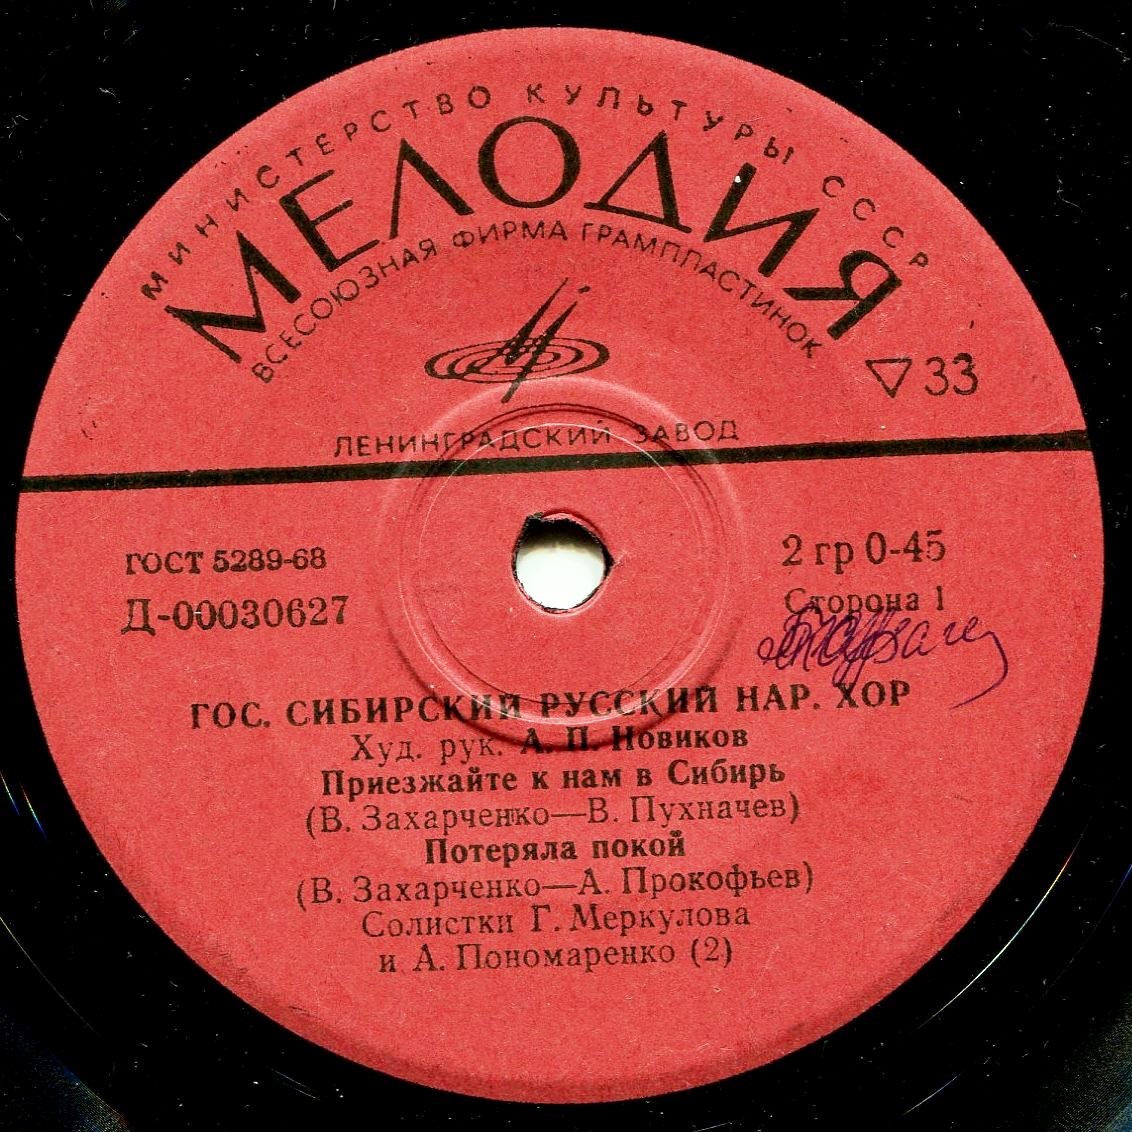 МИНИСТЕРСТВО КУЛЬТУРЫ СССР
МЕЛОДИЯ
ВСЕСОЮЗНАЯ ФИРМА ГРАМПЛАСТИНОК
33
ЛЕНИНГРАДСКИЙ ЗАВОД
ГОСТ 5289-68
2 гр 0-45
Д-00030627
Сторона 1
ГОС. СИБИРСКИЙ РУССКИЙ НАР. ХОР
Худ. рук. А. П. Новиков
Приезжайте к нам в Сибирь
(В. Захарченко—В. Пухначев)
Потеряла покой
(В. Захарченко—А. Прокофьев)
Солистки Г. Меркулова
и А. Пономаренко (2)